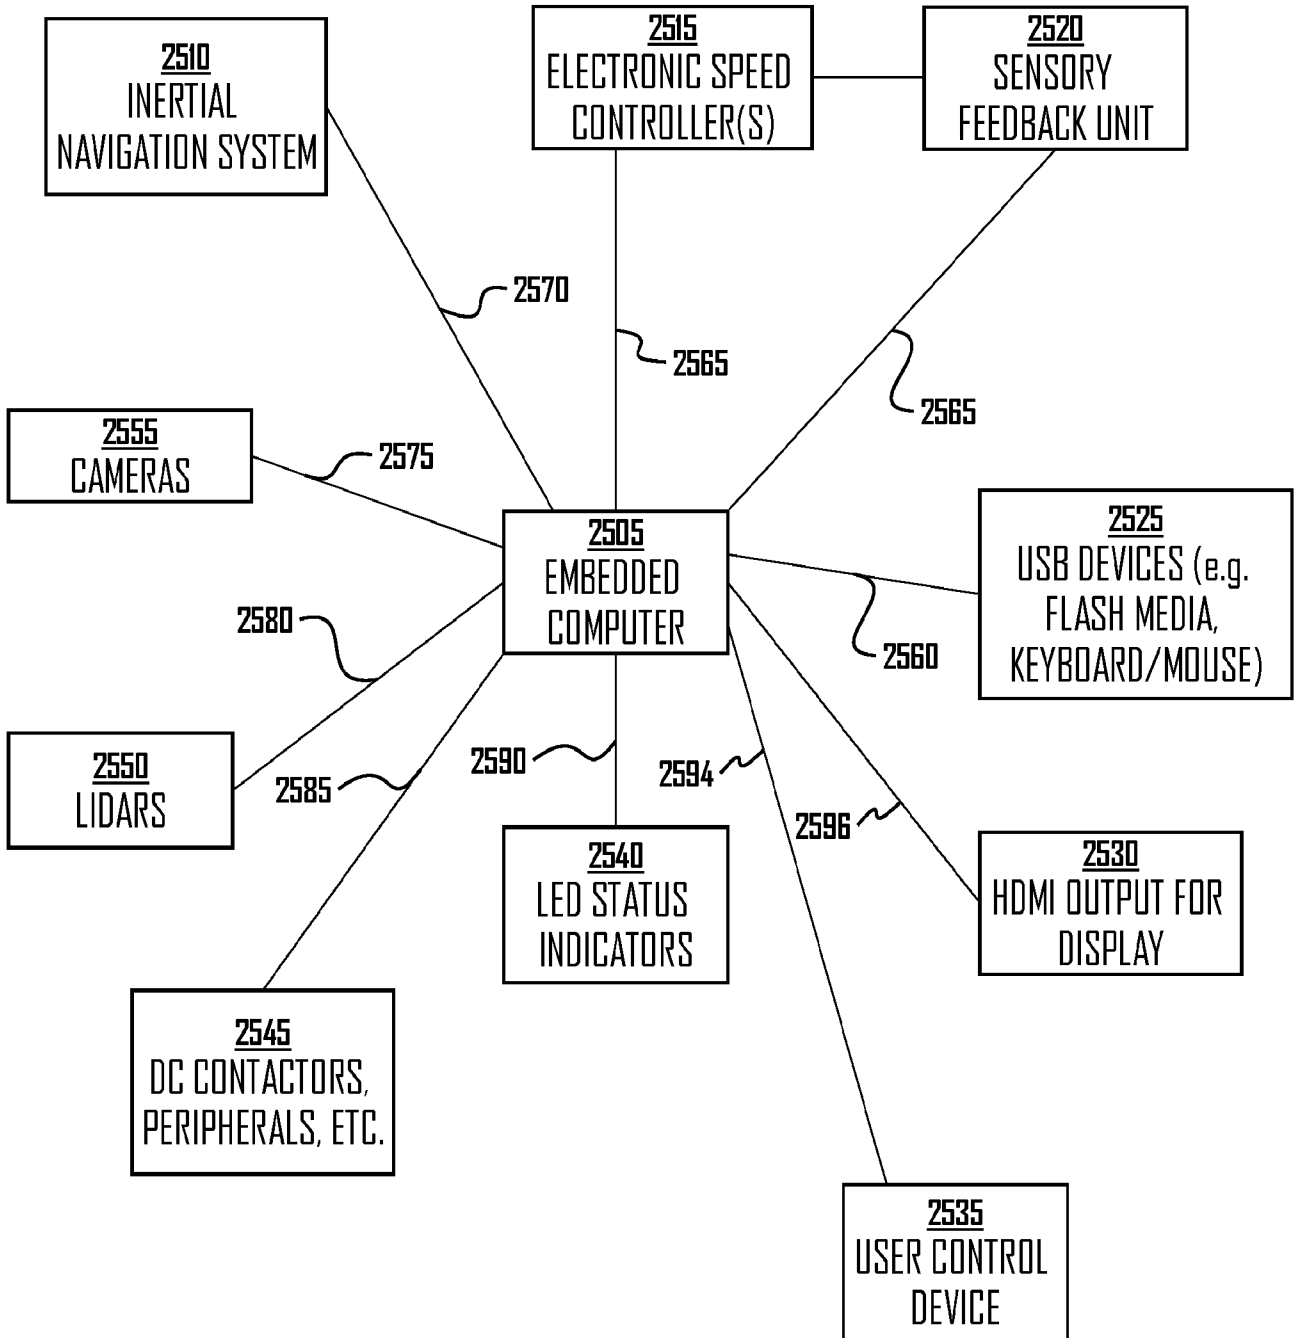 2510
INERTIAL
NAVIGATION SYSTEM
2515
ELECTRONIC SPEED
CONTROLLER(S)
2520
SENSORY
FEEDBACK UNIT
2570
2565
2565
2555
CAMERAS
2575
2505
EMBEDDED
COMPUTER
2525
USB DEVICES (e.g.
FLASH MEDIA,
KEYBOARD/MOUSE)
2580
2560
2550
LIDARS
2585
2590
2594
2596
2540
LED STATUS
INDICATORS
2530
HDMI OUTPUT FOR
DISPLAY
2545
DC CONTACTORS,
PERIPHERALS, ETC.
2535
USER CONTROL
DEVICE